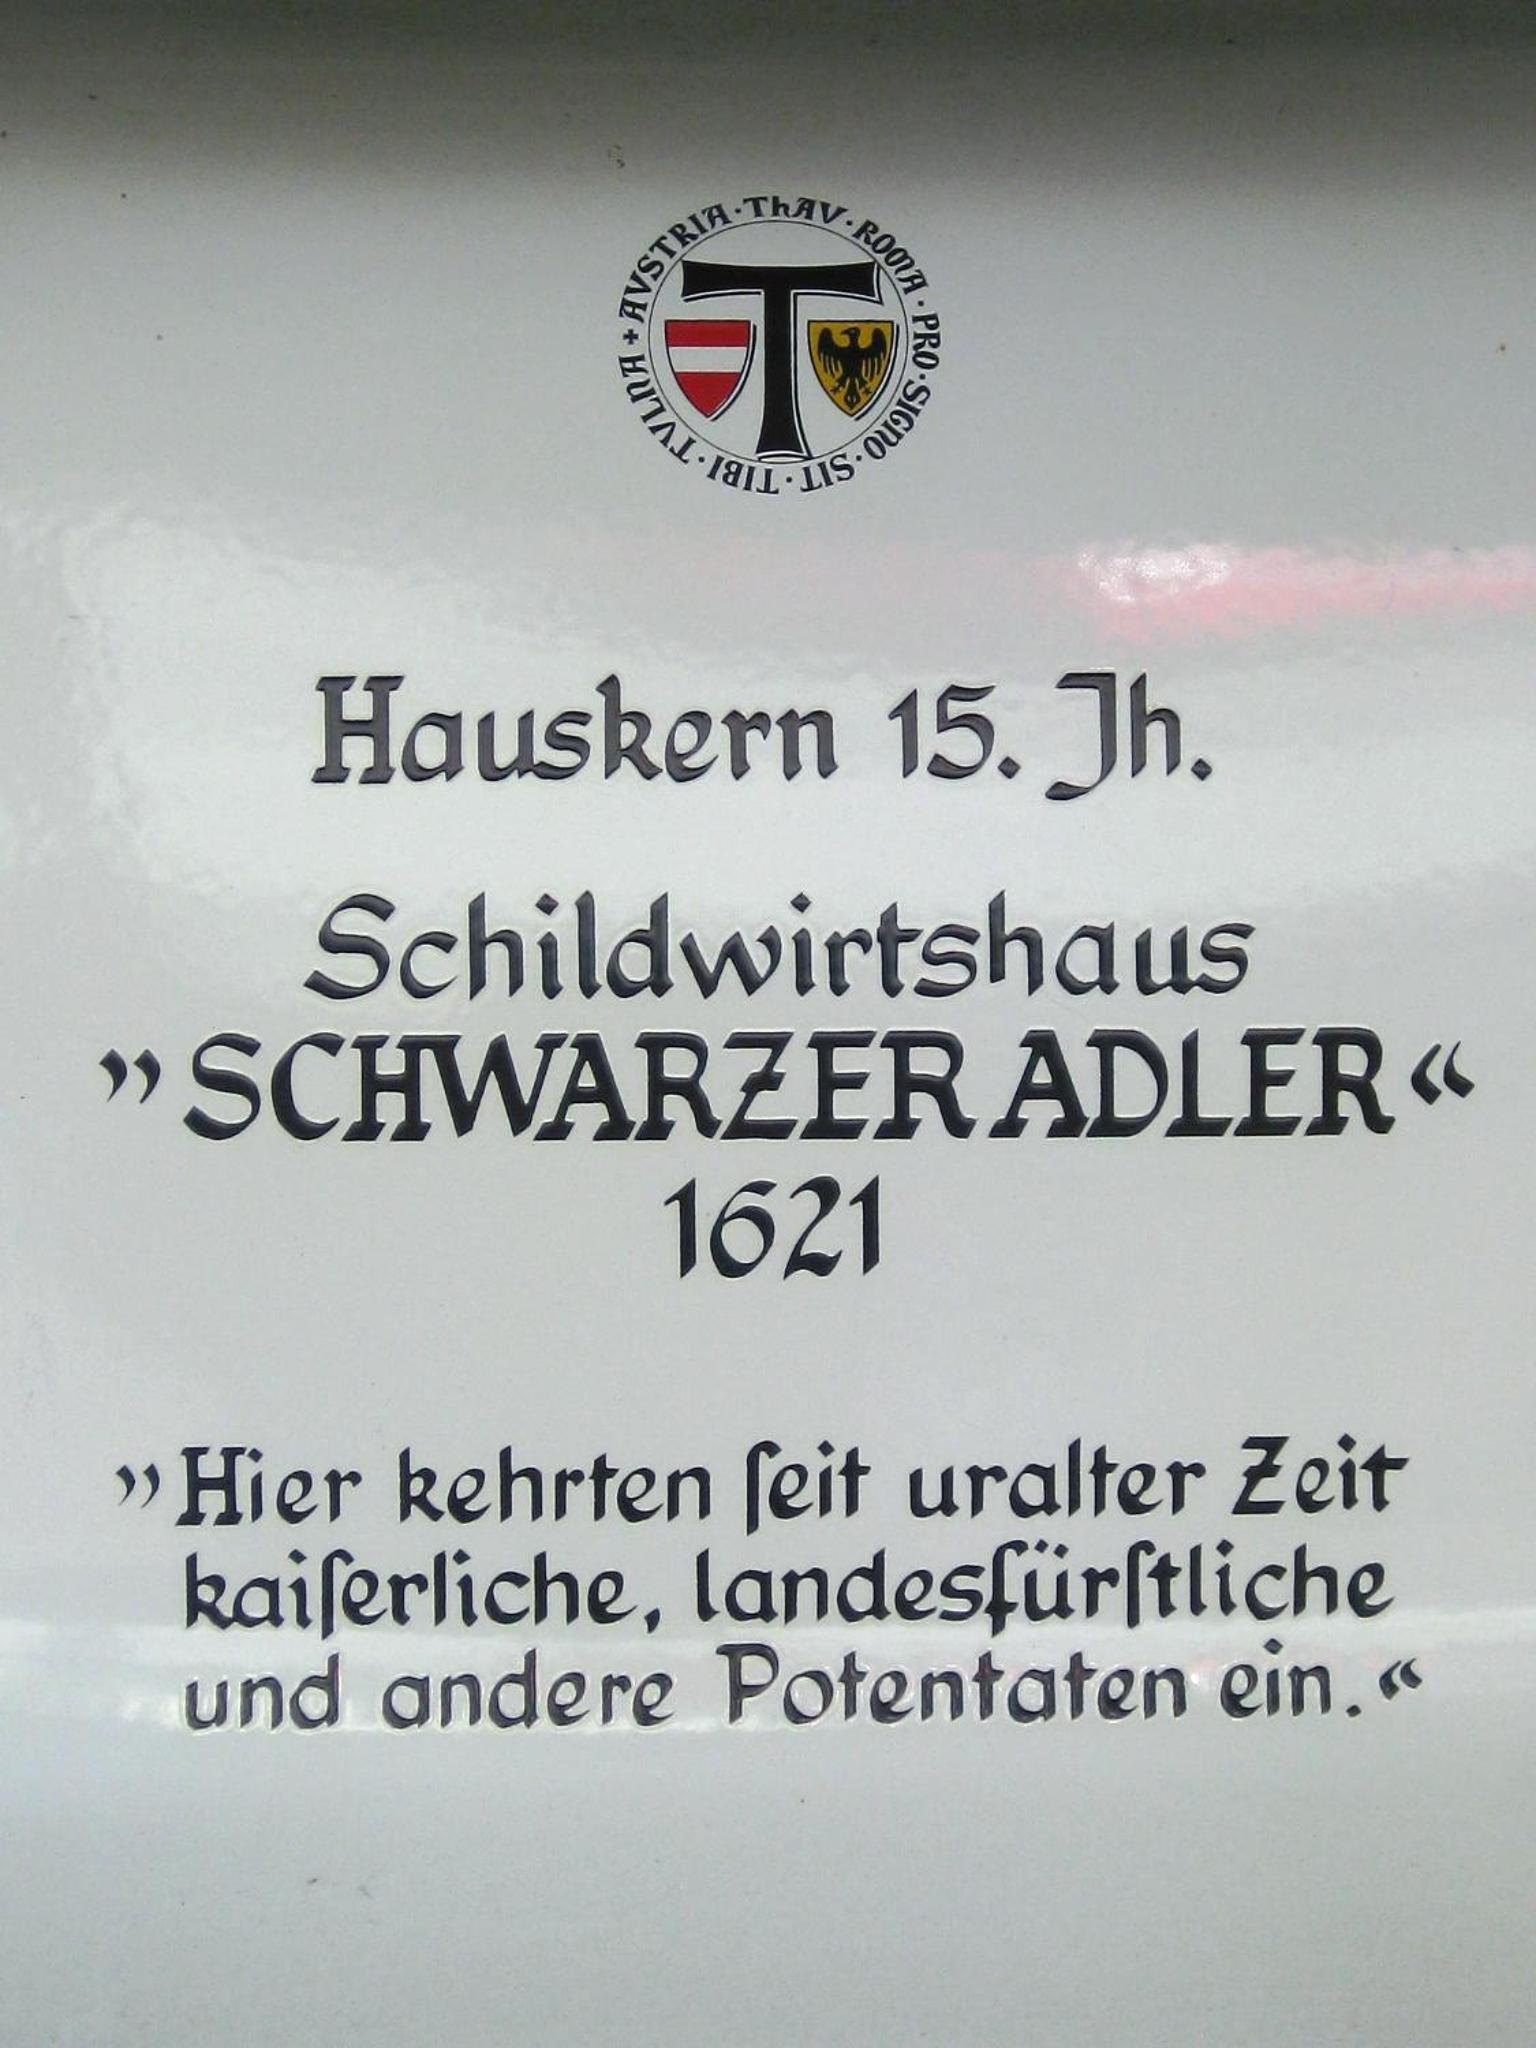 AVSTRIA · ThAV · ROMA · PRO · SIGNO · SIT · TIBI · TVLNA +
T
Hauskern 15. Jh.
Schildwirtshaus
”SCHWARZER ADLER“
1621
”Hier kehrten ſeit uralter Zeit
kaiſerliche, landesfürſtliche
und andere Potentaten ein.“